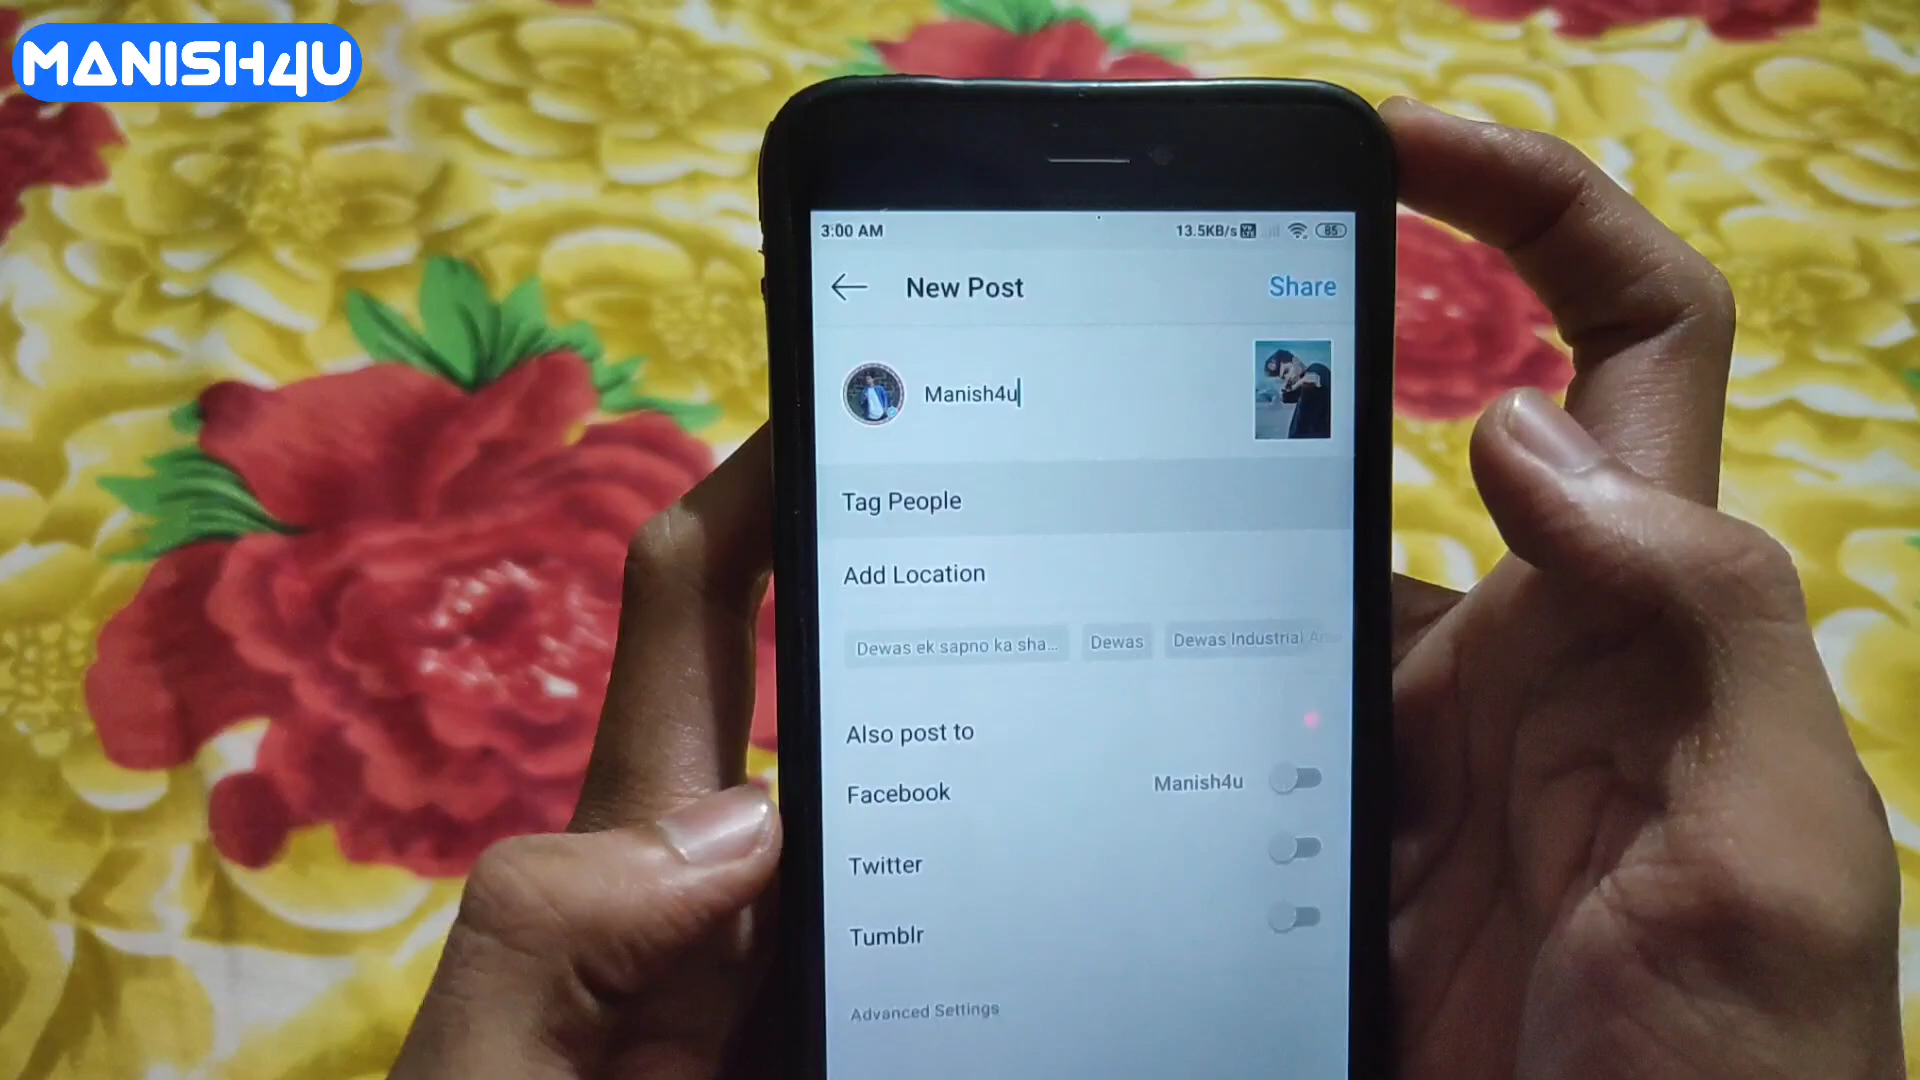 MANISH4U
3:00 AM 13.5KB/s 85
New Post Share
Manish4u
Tag People
Add Location
Dewas ek sapno ka sha... Dewas Dewas Industrial
Also post to
Facebook Manish4u
Twitter
Tumblr
Advanced Settings